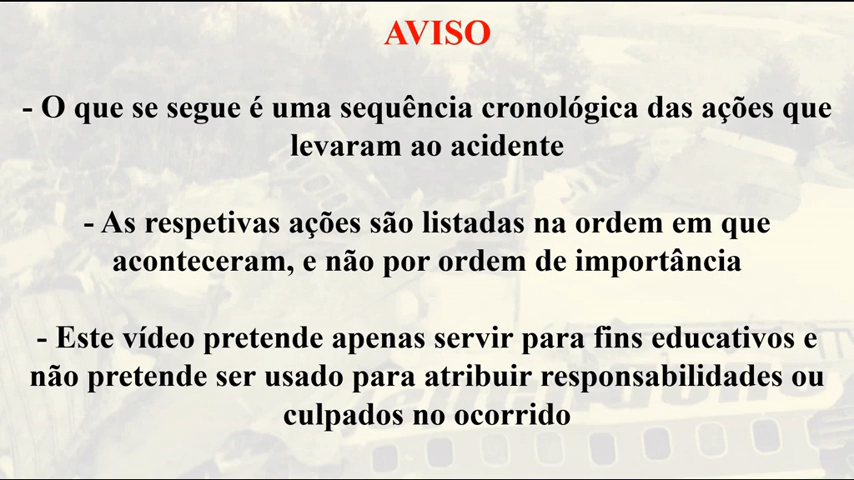 AVISO
- O que se segue é uma sequência cronológica das ações que
levaram ao acidente
- As respetivas ações são listadas na ordem em que
aconteceram, e não por ordem de importância
- Este vídeo pretende apenas servir para fins educativos e
não pretende ser usado para atribuir responsabilidades ou
culpados no ocorrido